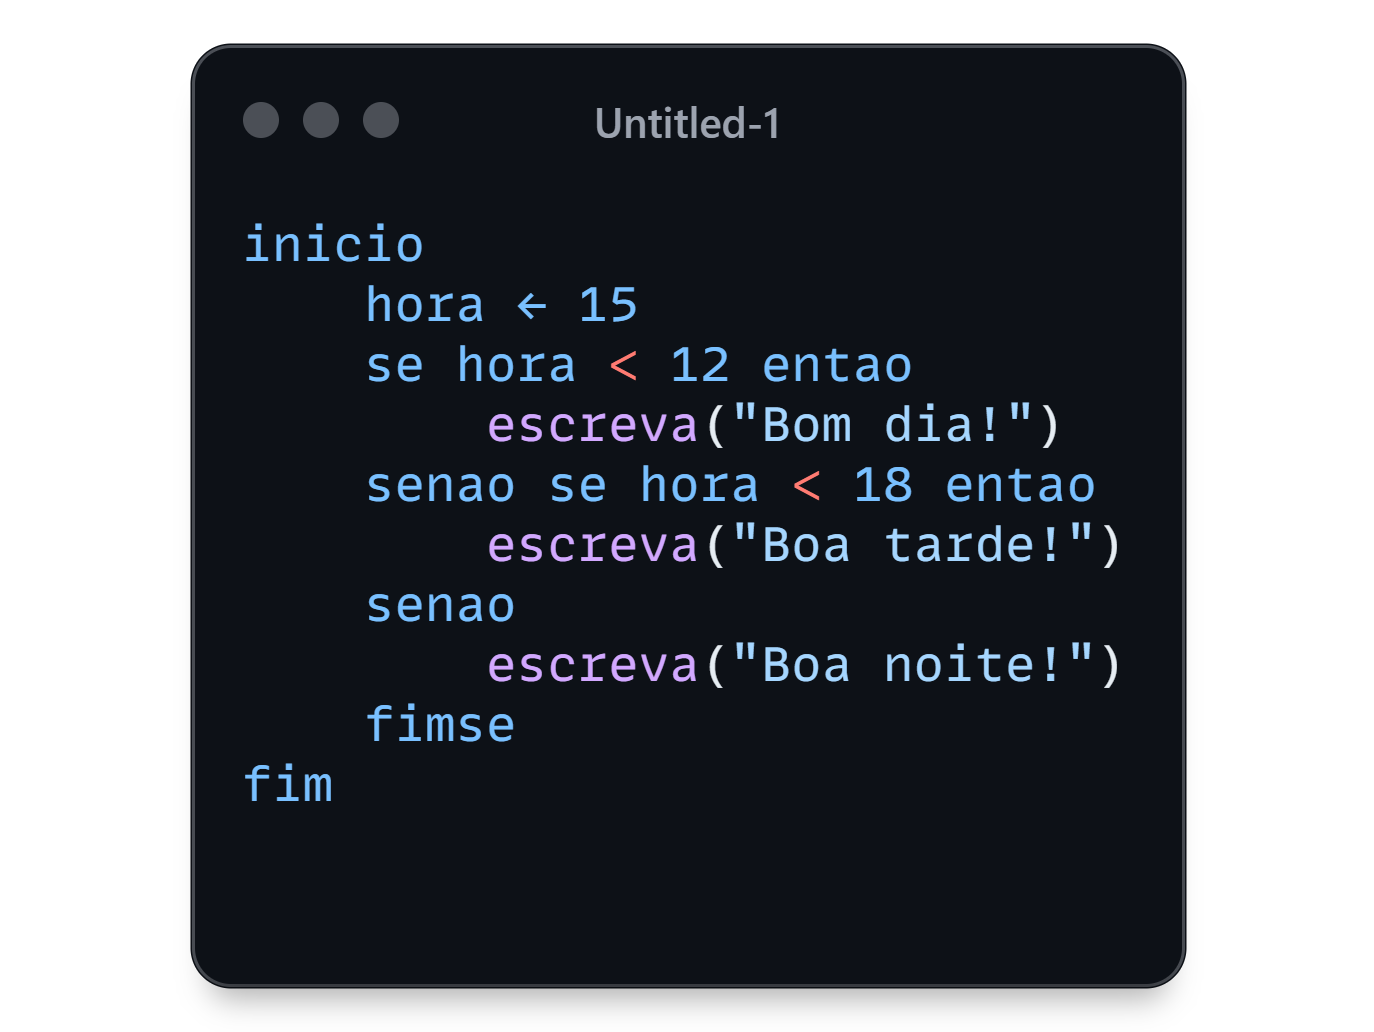 Untitled-1
inicio
    hora ← 15
    se hora < 12 entao
        escreva("Bom dia!")
    senao se hora < 18 entao
        escreva("Boa tarde!")
    senao
        escreva("Boa noite!")
    fimse
fim